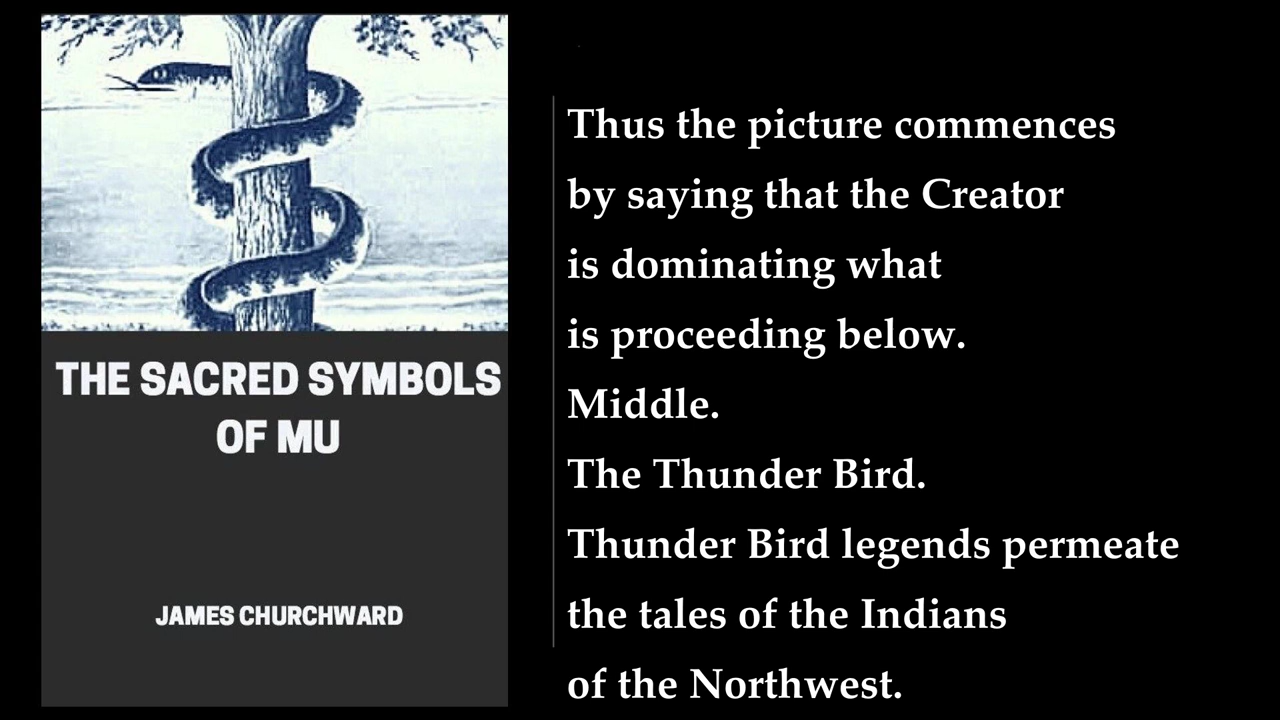 THE SACRED SYMBOLS
OF MU
JAMES CHURCHWARD
Thus the picture commences
by saying that the Creator
is dominating what
is proceeding below.
Middle.
The Thunder Bird.
Thunder Bird legends permeate
the tales of the Indians
of the Northwest.